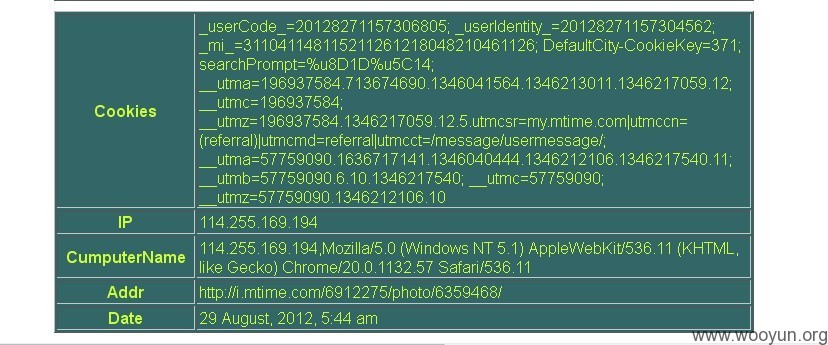 Cookies
_userCode_=20128271157306805; _userIdentity_=20128271157304562;
_mi_=311041148115211261218048210461126; DefaultCity-CookieKey=371;
searchPrompt=%u8D1D%u5C14;
__utma=196937584.713674690.1346041564.1346213011.1346217059.12;
__utmc=196937584;
__utmz=196937584.1346217059.12.5.utmcsr=my.mtime.com|utmccn=
(referral)|utmcmd=referral|utmcct=/message/usermessage/;
__utma=57759090.1636717141.1346040444.1346212106.1346217540.11;
__utmb=57759090.6.10.1346217540; __utmc=57759090;
__utmz=57759090.1346212106.10
IP
114.255.169.194
CumputerName
114.255.169.194,Mozilla/5.0 (Windows NT 5.1) AppleWebKit/536.11 (KHTML,
like Gecko) Chrome/20.0.1132.57 Safari/536.11
Addr
http://i.mtime.com/6912275/photo/6359468/
Date
29 August, 2012, 5:44 am
www.wooyun.org